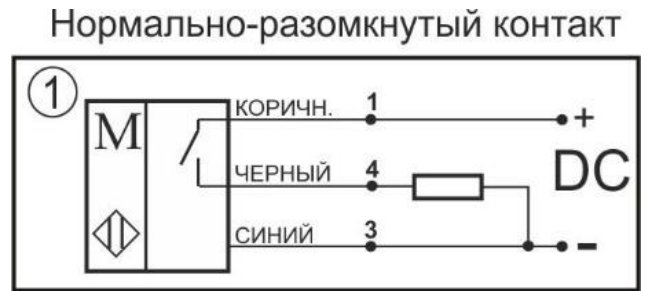 Нормально-разомкнутый контакт
1
M
КОРИЧН. 1 +
ЧЕРНЫЙ 4 DC
СИНИЙ 3 -